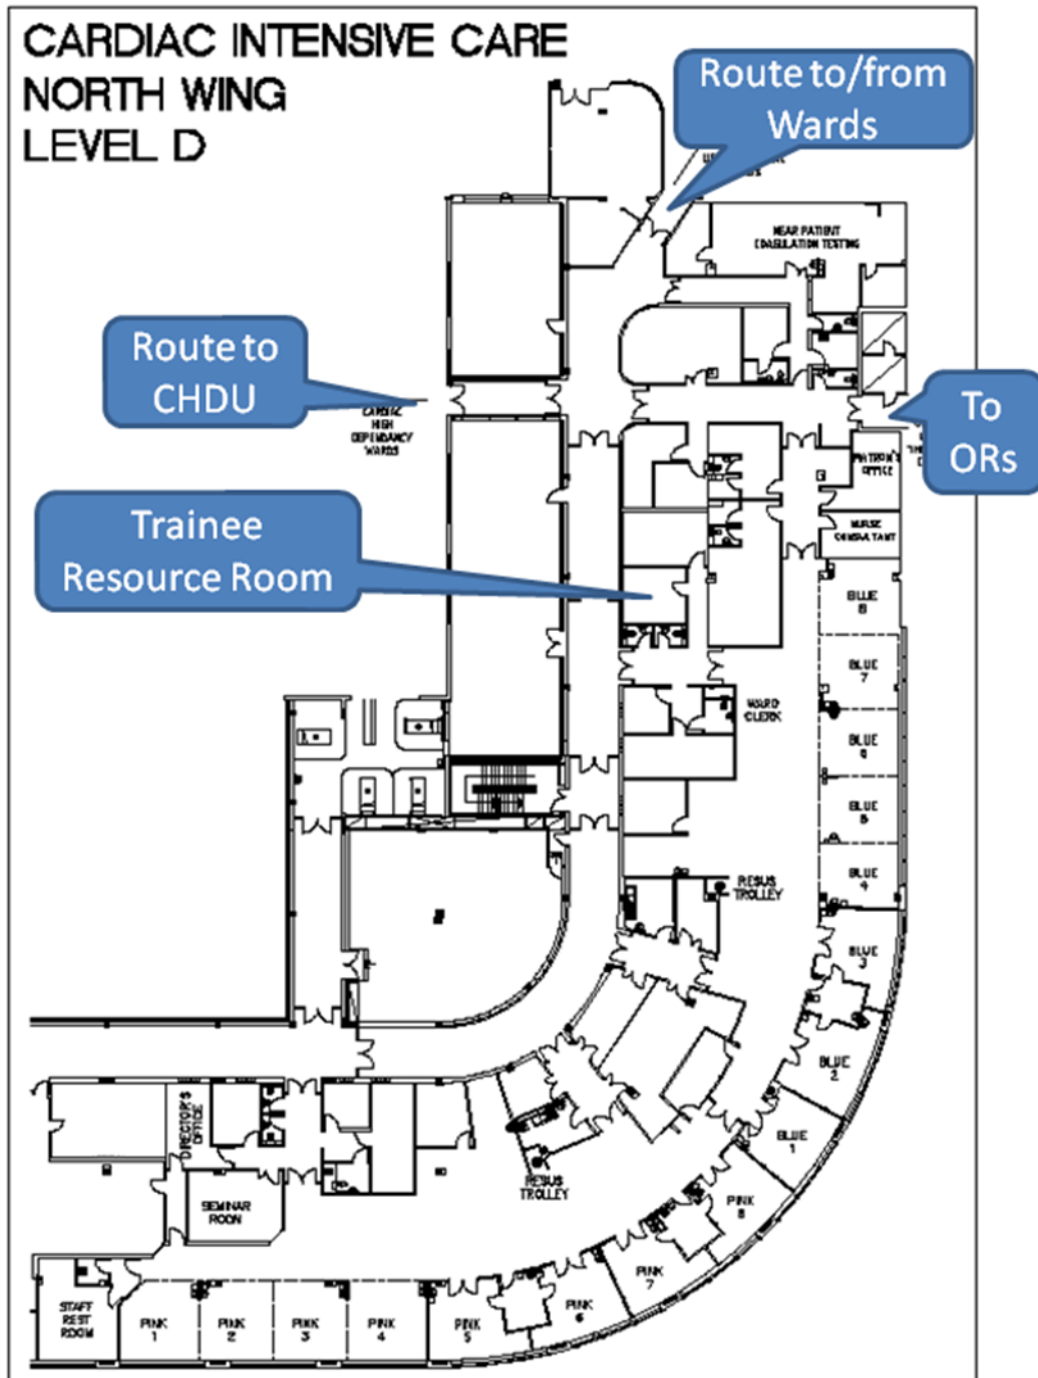 CARDIAC INTENSIVE CARE
NORTH WING
LEVEL D
Route to/from
Wards
NEAR PATIENT
COAGULATION TESTING
Route to
CHDU
CARDIAC
HIGH
DEPENDANCY
WARDS
To
ORs
MATRON'S
OFFICE
Trainee
Resource Room
NURSE
CONSULTANT
BLUE
8
BLUE
7
WARD
CLERK
BLUE
6
BLUE
5
BLUE
4
RESUS
TROLLEY
BLUE
3
BLUE
2
BLUE
1
DIRECTOR'S
OFFICE
RESUS
TROLLEY
SEMINAR
ROOM
PINK
8
PINK
7
PINK
6
STAFF
REST
ROOM
PINK
1
PINK
2
PINK
3
PINK
4
PINK
5